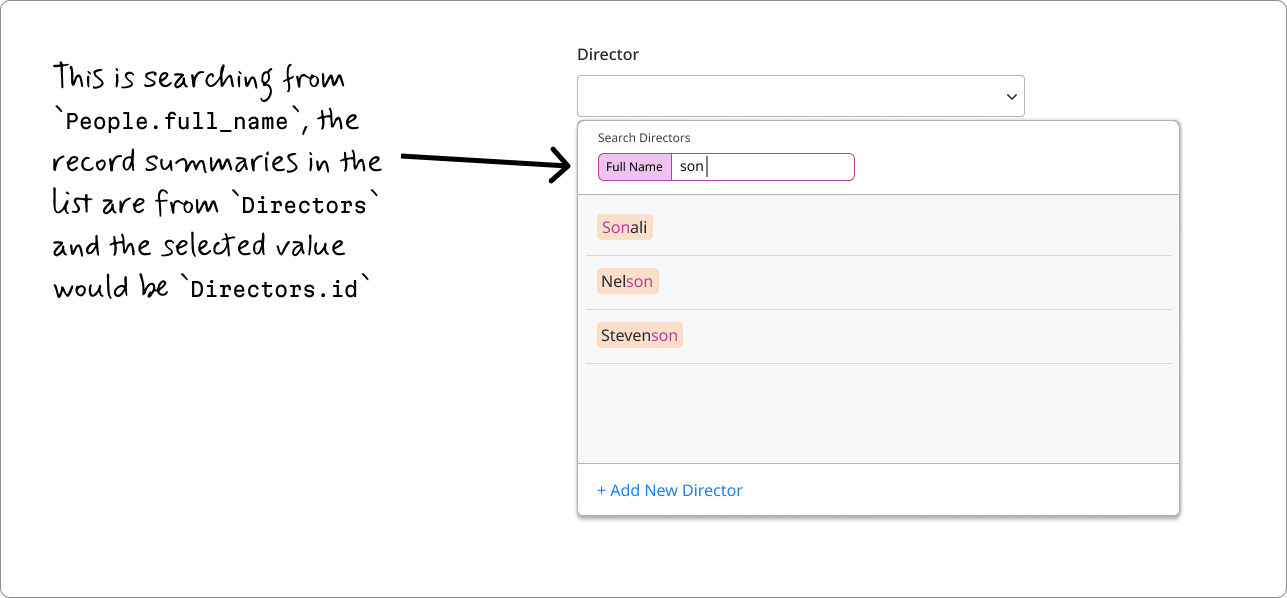 This is searching from
`People.full_name`, the
record summaries in the
list are from `Directors`
and the selected value
would be `Directors.id`
Director
Search Directors
Full Name son
Sonali
Nelson
Stevenson
+ Add New Director